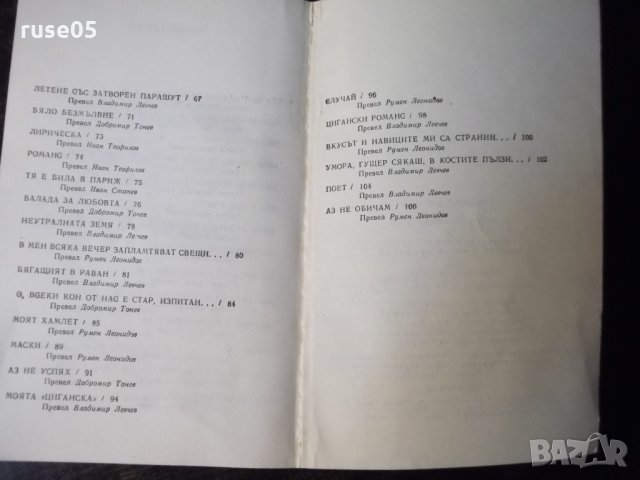 ruse05
ЛЕТЕНЕ СЪС ЗАТВОРЕН ПАРАШУТ / 67
Превел Владимир Левчев
БЯЛО БЕЗМЪЛВИЕ / 71
Превел Добромир Тонев
ЛИРИЧЕСКА / 73
Превел Иван Теофилов
РОМАНС / 74
Превел Иван Теофилов
ТЯ Е БИЛА В ПАРИЖ / 75
Превел Иван Станев
БАЛАДА ЗА ЛЮБОВТА / 76
Превел Добромир Тонев
НЕУТРАЛНАТА ЗЕМЯ / 78
Превел Владимир Левчев
В МЕН ВСЯКА ВЕЧЕР ЗАПЛАМТЯВАТ СВЕЩИ... / 80
Превел Румен Леонидов
БЯГАЩИЯТ В РАВАН / 81
Превел Владимир Левчев
О, ВСЕКИ КОН ОТ НАС Е СТАР, ИЗПИТАН... / 84
Превел Добромир Тонев
МОЯТ ХАМЛЕТ / 85
Превел Румен Леонидов
МАСКИ / 89
Превел Румен Леонидов
АЗ НЕ УСПЯХ / 91
Превел Добромир Тонев
МОЯТА «ЦИГАНСКА» / 94
Превел Владимир Левчев
СЛУЧАЙ / 96
Превел Румен Леонидов
ЦИГАНСКИ РОМАНС / 98
Превел Владимир Левчев
ВКУСЪТ И НАВИЦИТЕ МИ СА СТРАННИ... / 100
Превел Румен Леонидов
УМОРА, ГУЩЕР СЯКАШ, В КОСТИТЕ ПЪЛЗИ... / 102
Превел Владимир Левчев
ПОЕТ / 104
Превел Владимир Левчев
АЗ НЕ ОБИЧАМ / 106
Превел Румен Леонидов
BAZAR